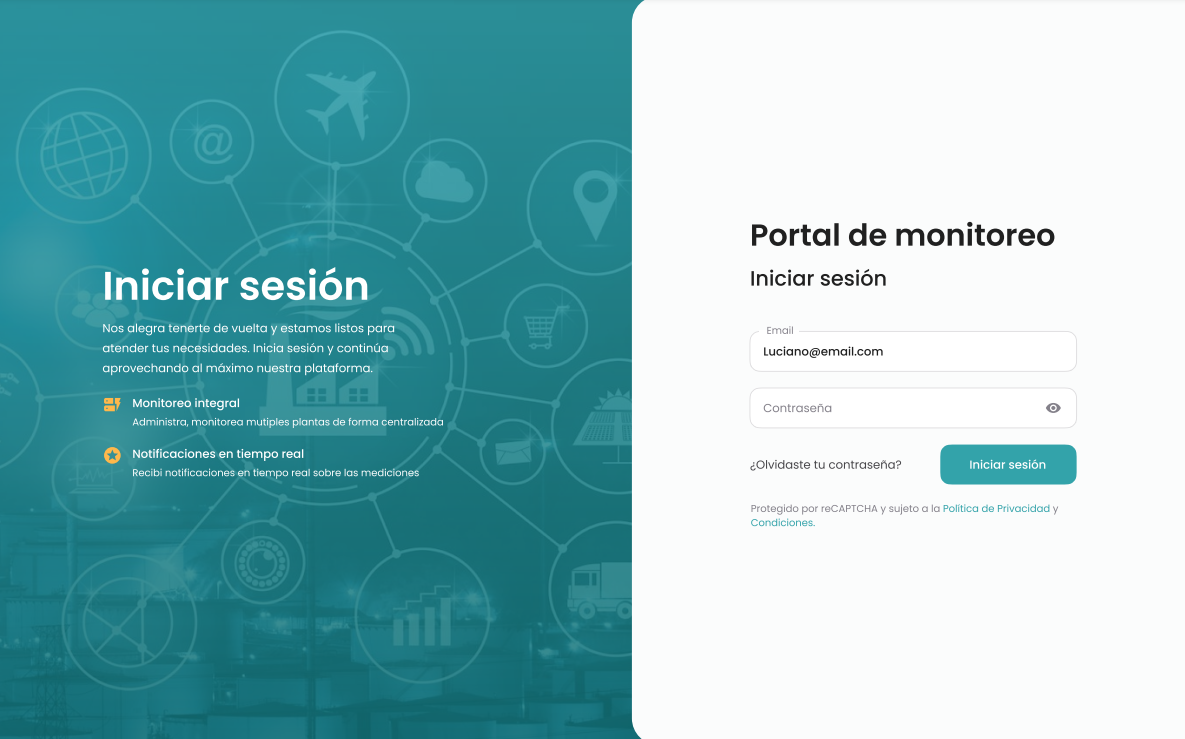 Iniciar sesión
Nos alegra tenerte de vuelta y estamos listos para
atender tus necesidades. Inicia sesión y continúa
aprovechando al máximo nuestra plataforma.
Monitoreo integral
Administra, monitorea mutiples plantas de forma centralizada
Notificaciones en tiempo real
Recibi notificaciones en tiempo real sobre las mediciones
@
Portal de monitoreo
Iniciar sesión
Email
Luciano@email.com
Contraseña
¿Olvidaste tu contraseña?
Iniciar sesión
Protegido por reCAPTCHA y sujeto a la Política de Privacidad y
Condiciones.